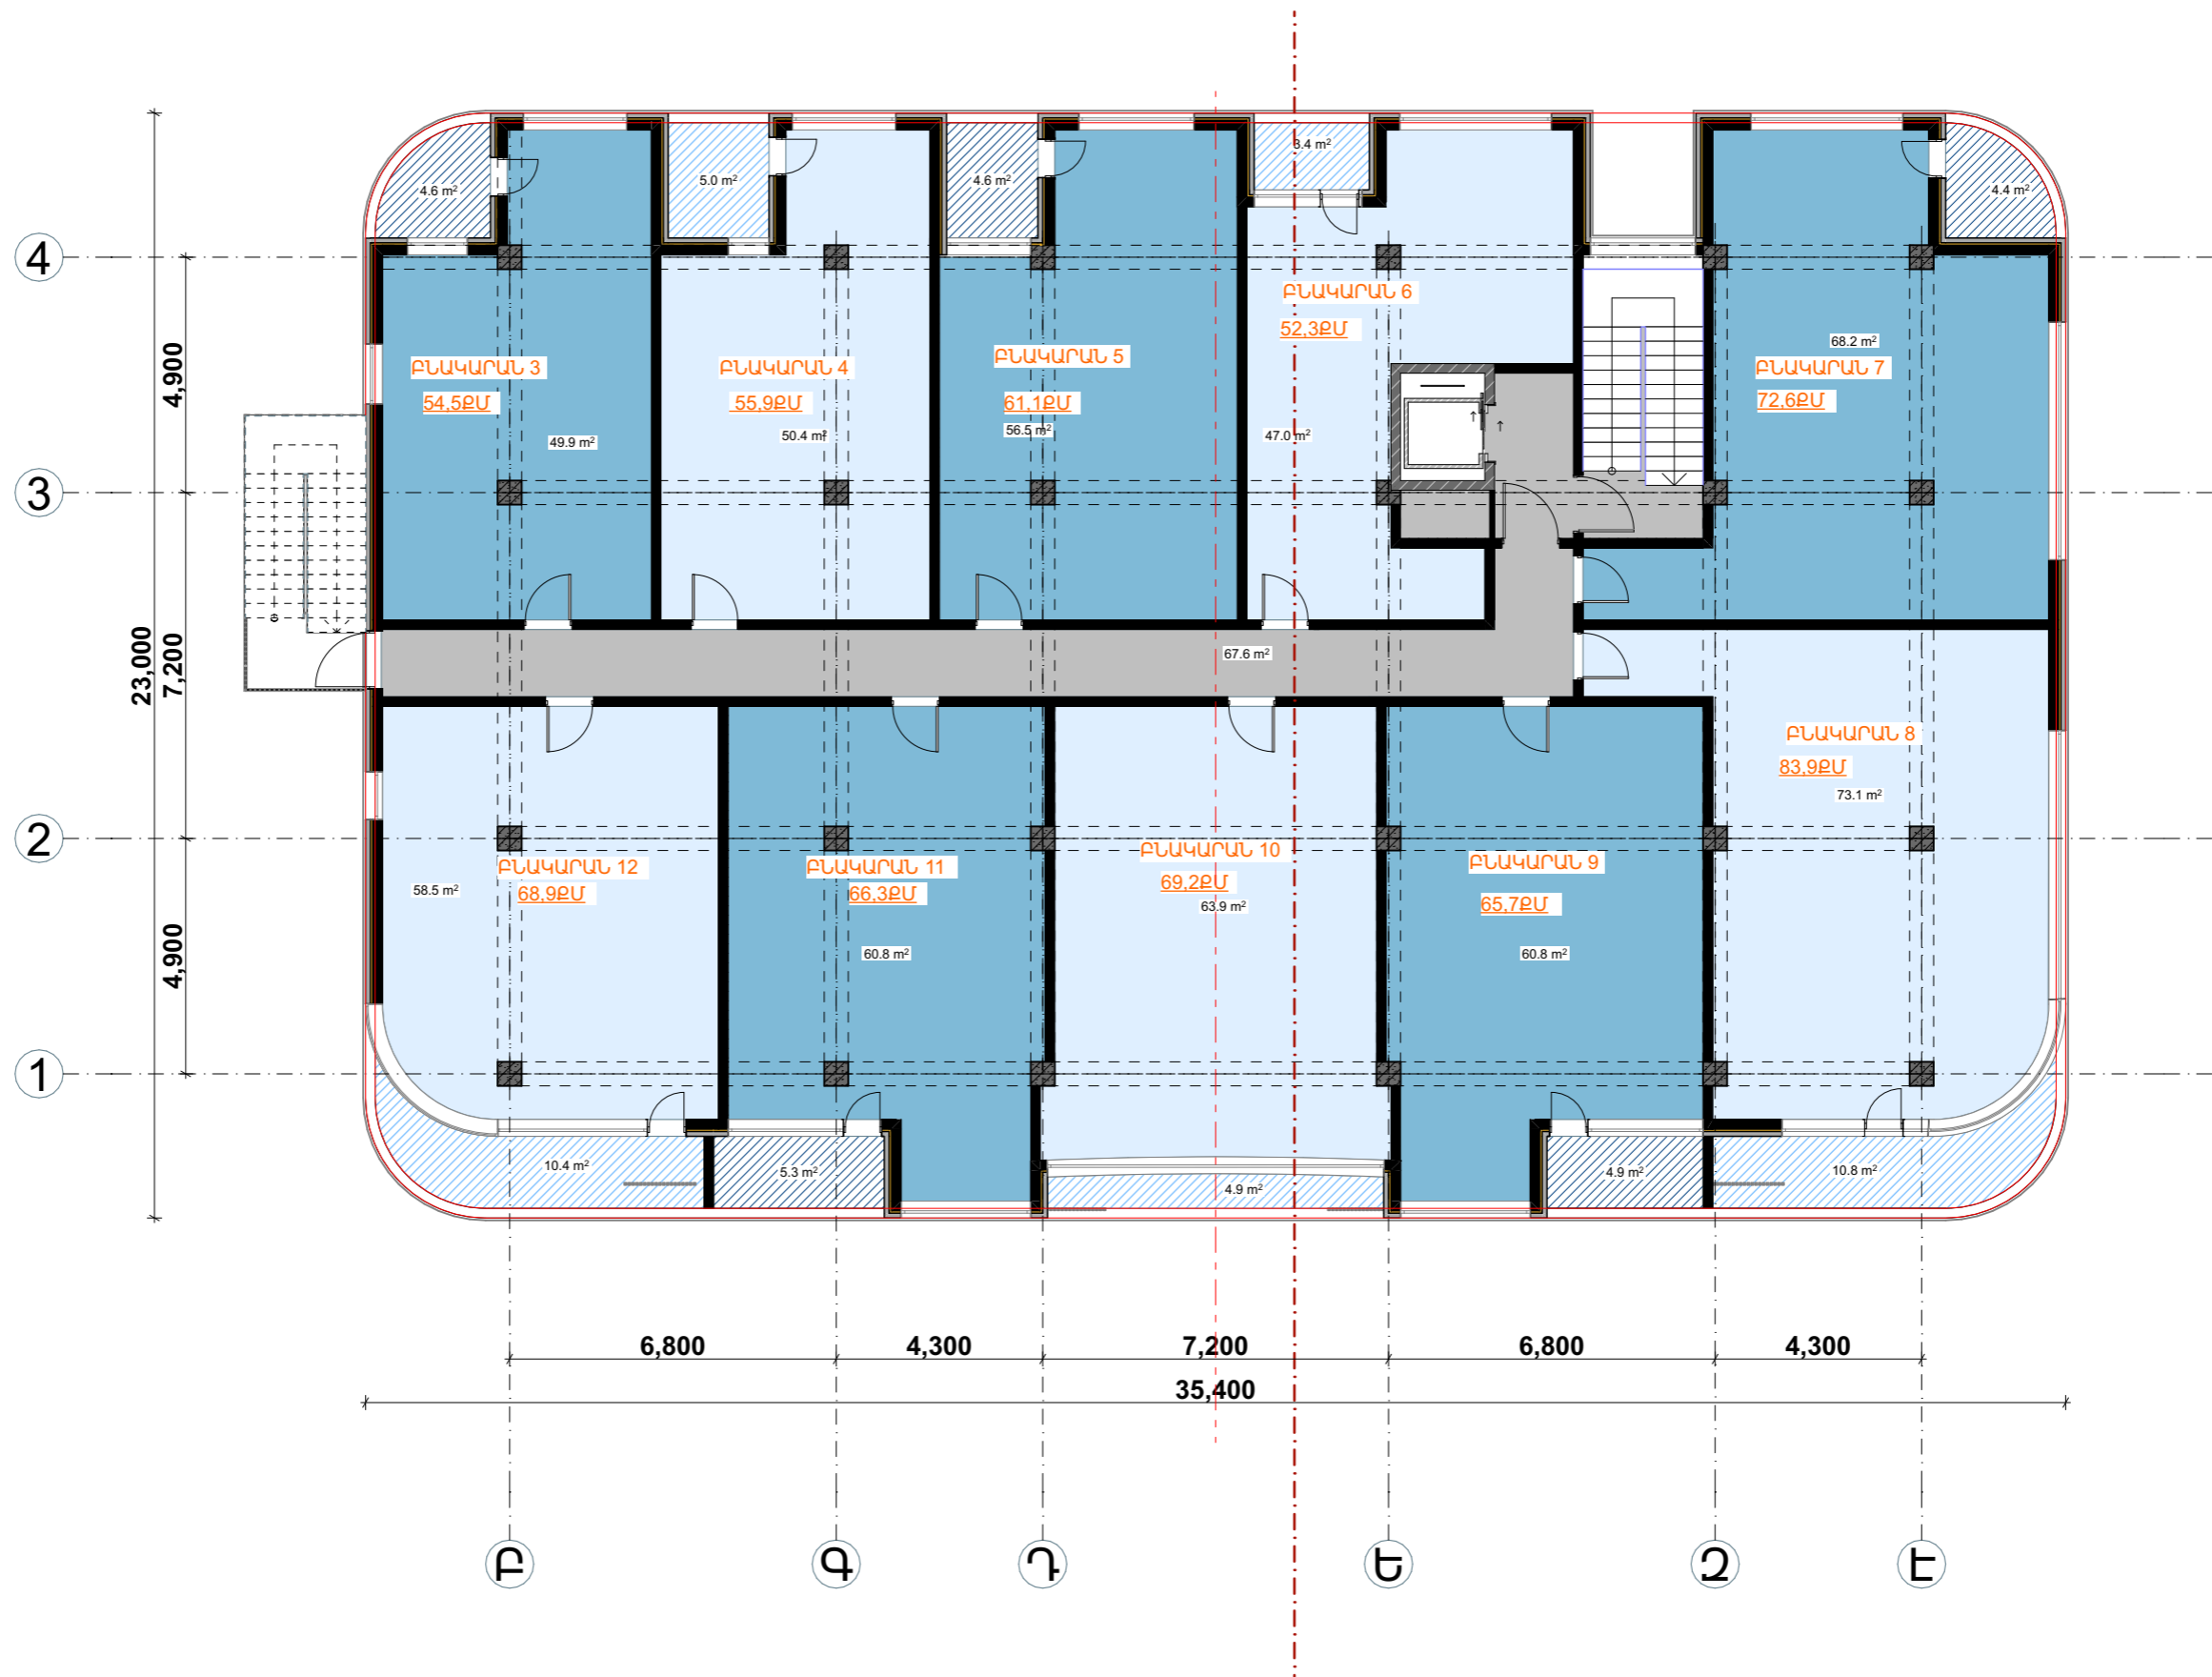 3.4 m²
4.6 m²
5.0 m²
4.6 m²
4.4 m²
4
ԲՆԱԿԱՐԱՆ 6
52,3ՔՄ
68.2 m²
ԲՆԱԿԱՐԱՆ 3
54,5ՔՄ
ԲՆԱԿԱՐԱՆ 4
55,9ՔՄ
ԲՆԱԿԱՐԱՆ 5
61,1ՔՄ
ԲՆԱԿԱՐԱՆ 7
72,6ՔՄ
49.9 m²
50.4 m²
56.5 m²
47.0 m²
4,900
3
23,000
7,200
67.6 m²
ԲՆԱԿԱՐԱՆ 8
83,9ՔՄ
73.1 m²
2
ԲՆԱԿԱՐԱՆ 12
68,9ՔՄ
58.5 m²
ԲՆԱԿԱՐԱՆ 11
66,3ՔՄ
60.8 m²
ԲՆԱԿԱՐԱՆ 10
69,2ՔՄ
63.9 m²
ԲՆԱԿԱՐԱՆ 9
65,7ՔՄ
60.8 m²
4,900
1
10.4 m²
5.3 m²
4.9 m²
4.9 m²
10.8 m²
6,800
4,300
7,200
6,800
4,300
35,400
Բ
Գ
Դ
Ե
Զ
Է